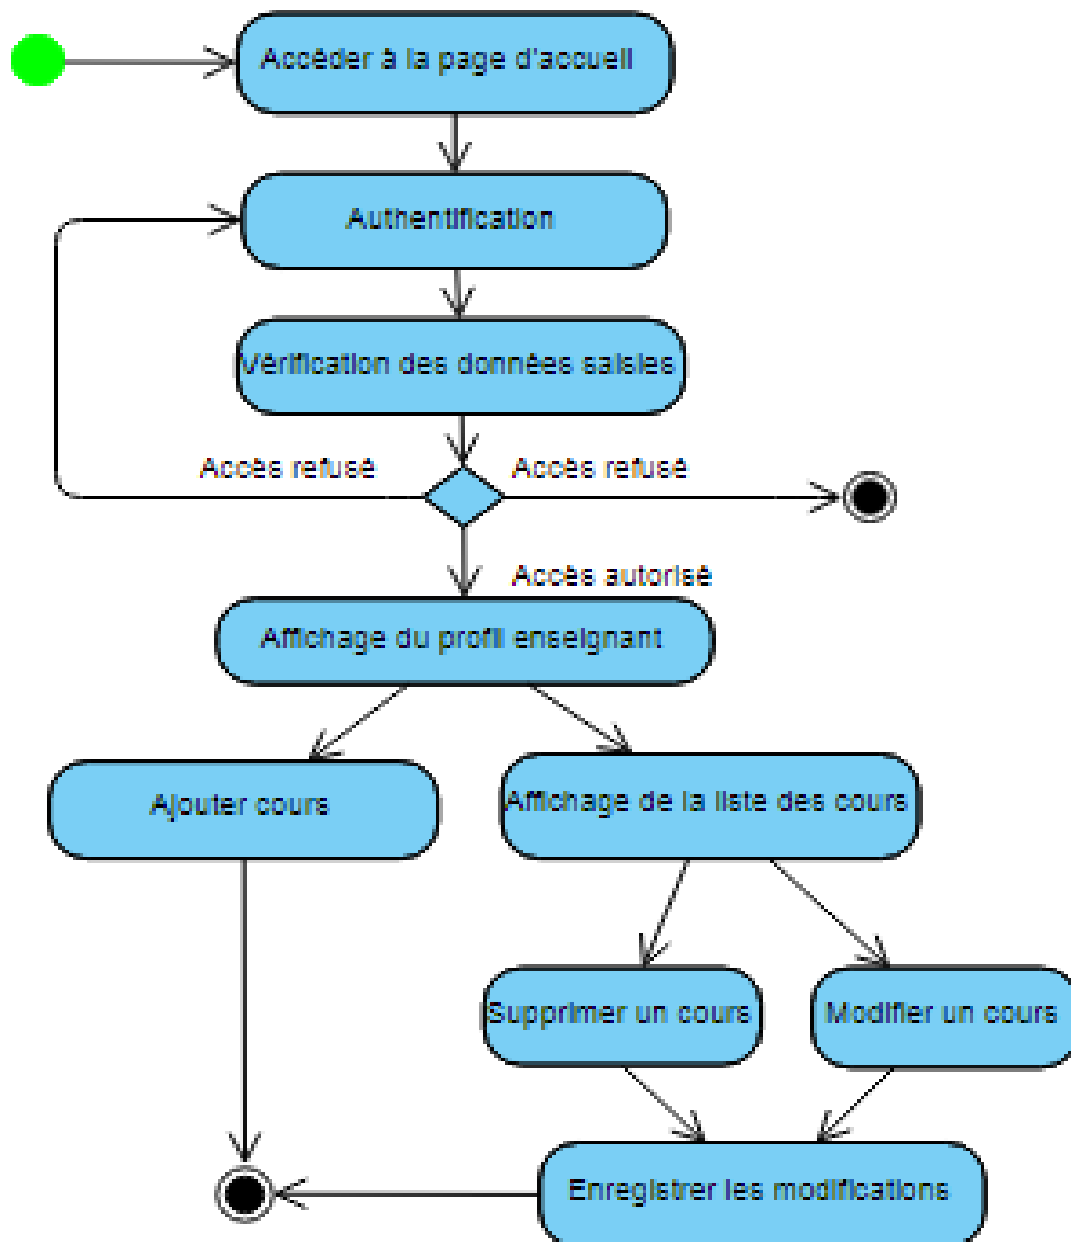 Accéder à la page d'accueil
Authentification
Vérification des données saisies
Accès refusé
Accès refusé
Accès autorisé
Affichage du profil enseignant
Ajouter cours
Affichage de la liste des cours
Supprimer un cours
Modifier un cours
Enregistrer les modifications